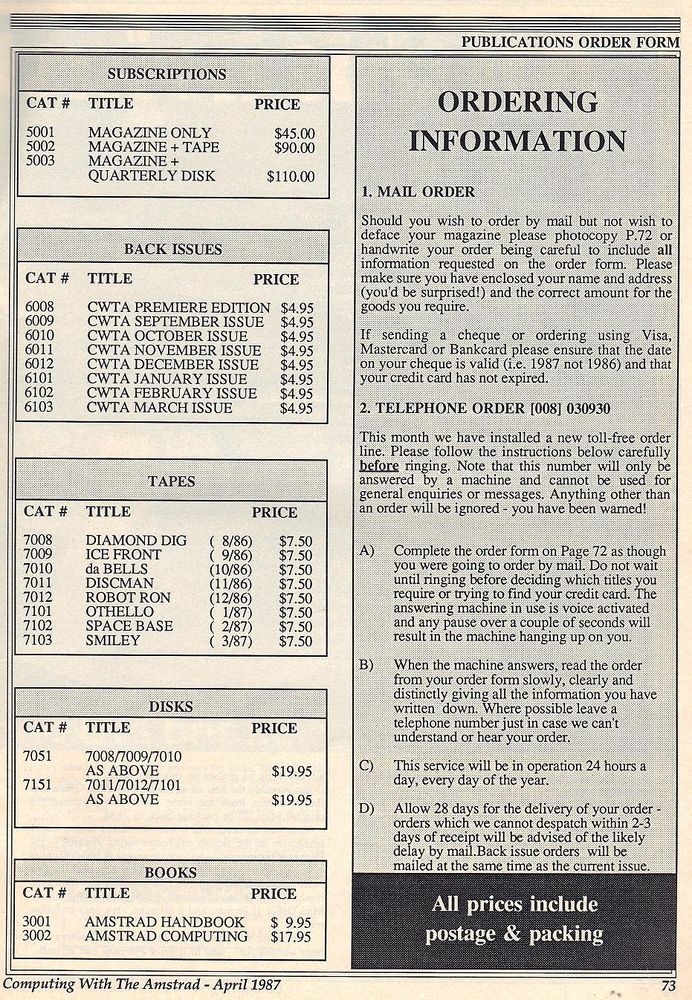 PUBLICATIONS ORDER FORM
SUBSCRIPTIONS
CAT # TITLE PRICE
5001 MAGAZINE ONLY $45.00
5002 MAGAZINE + TAPE $90.00
5003 MAGAZINE +
QUARTERLY DISK $110.00
BACK ISSUES
CAT # TITLE PRICE
6008 CWTA PREMIERE EDITION $4.95
6009 CWTA SEPTEMBER ISSUE $4.95
6010 CWTA OCTOBER ISSUE $4.95
6011 CWTA NOVEMBER ISSUE $4.95
6012 CWTA DECEMBER ISSUE $4.95
6101 CWTA JANUARY ISSUE $4.95
6102 CWTA FEBRUARY ISSUE $4.95
6103 CWTA MARCH ISSUE $4.95
TAPES
CAT # TITLE PRICE
7008 DIAMOND DIG ( 8/86) $7.50
7009 ICE FRONT ( 9/86) $7.50
7010 da BELLS (10/86) $7.50
7011 DISCMAN (11/86) $7.50
7012 ROBOT RON (12/86) $7.50
7101 OTHELLO ( 1/87) $7.50
7102 SPACE BASE ( 2/87) $7.50
7103 SMILEY ( 3/87) $7.50
DISKS
CAT # TITLE PRICE
7051 7008/7009/7010
AS ABOVE $19.95
7151 7011/7012/7101
AS ABOVE $19.95
BOOKS
CAT # TITLE PRICE
3001 AMSTRAD HANDBOOK $ 9.95
3002 AMSTRAD COMPUTING $17.95
ORDERING
INFORMATION
1. MAIL ORDER
Should you wish to order by mail but not wish to
deface your magazine please photocopy P.72 or
handwrite your order being careful to include all
information requested on the order form. Please
make sure you have enclosed your name and address
(you'd be surprised!) and the correct amount for the
goods you require.
If sending a cheque or ordering using Visa,
Mastercard or Bankcard please ensure that the date
on your cheque is valid (i.e. 1987 not 1986) and that
your credit card has not expired.
2. TELEPHONE ORDER [008] 030930
This month we have installed a new toll-free order
line. Please follow the instructions below carefully
before ringing. Note that this number will only be
answered by a machine and cannot be used for
general enquiries or messages. Anything other than
an order will be ignored - you have been warned!
A) Complete the order form on Page 72 as though
you were going to order by mail. Do not wait
until ringing before deciding which titles you
require or trying to find your credit card. The
answering machine in use is voice activated
and any pause over a couple of seconds will
result in the machine hanging up on you.
B) When the machine answers, read the order
from your order form slowly, clearly and
distinctly giving all the information you have
written down. Where possible leave a
telephone number just in case we can't
understand or hear your order.
C) This service will be in operation 24 hours a
day, every day of the year.
D) Allow 28 days for the delivery of your order -
orders which we cannot despatch within 2-3
days of receipt will be advised of the likely
delay by mail.Back issue orders will be
mailed at the same time as the current issue.
All prices include
postage & packing
Computing With The Amstrad - April 1987 73